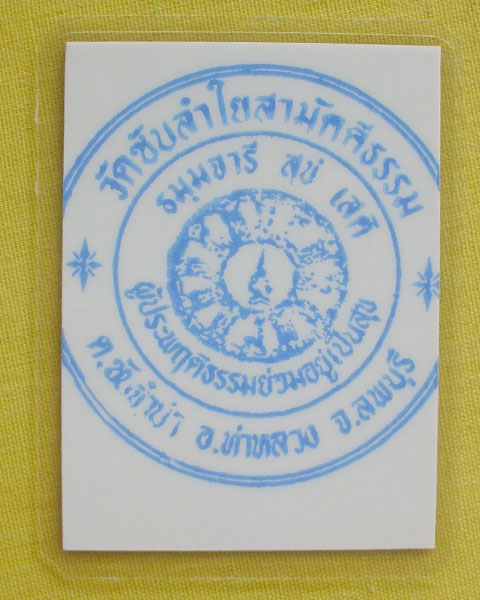 วัดซับลำใยสามัคคีธรรม
ธมฺมจารี สุขํ เสติ
ผู้ประพฤติธรรมย่อมอยู่เป็นสุข
ต.ซับจำปา อ.ท่าหลวง จ.ลพบุรี